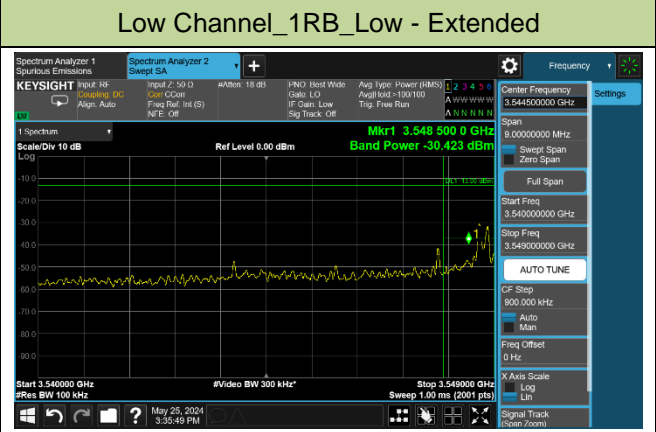 Low Channel_1RB_Low - Extended
Spectrum Analyzer 1
Spurious Emissions
Spectrum Analyzer 2
Swept SA
+
Frequency
KEYSIGHT
Input: RF
Coupling: DC
Align: Auto
Input Z: 50 Ω
Corr CCorr
Freq Ref: Int (S)
NFE: Off
#Atten: 18 dB
PNO: Best Wide
Gate: LO
IF Gain: Low
Sig Track: Off
Avg Type: Power (RMS)
Avg|Hold >100/100
Trig: Free Run
1 2 3 4 5 6
A W W W W W
A N N N N N
Center Frequency
3.544500000 GHz
Settings
Span
9.00000000 MHz
Swept Span
Zero Span
Full Span
Start Freq
3.540000000 GHz
Stop Freq
3.549000000 GHz
AUTO TUNE
CF Step
900.000 kHz
Auto
Man
Freq Offset
0 Hz
X Axis Scale
Log
Lin
Signal Track
(Span Zoom)
1 Spectrum
Scale/Div 10 dB
Ref Level 0.00 dBm
Mkr1 3.548 500 0 GHz
Band Power -30.423 dBm
Log
-10.0
DL1 -13.00 dBm
-20.0
-30.0
1
-40.0
-50.0
-60.0
-70.0
-80.0
-90.0
Start 3.540000 GHz
#Video BW 300 kHz*
Stop 3.549000 GHz
#Res BW 100 kHz
Sweep 1.00 ms (2001 pts)
?
May 25, 2024
3:35:49 PM